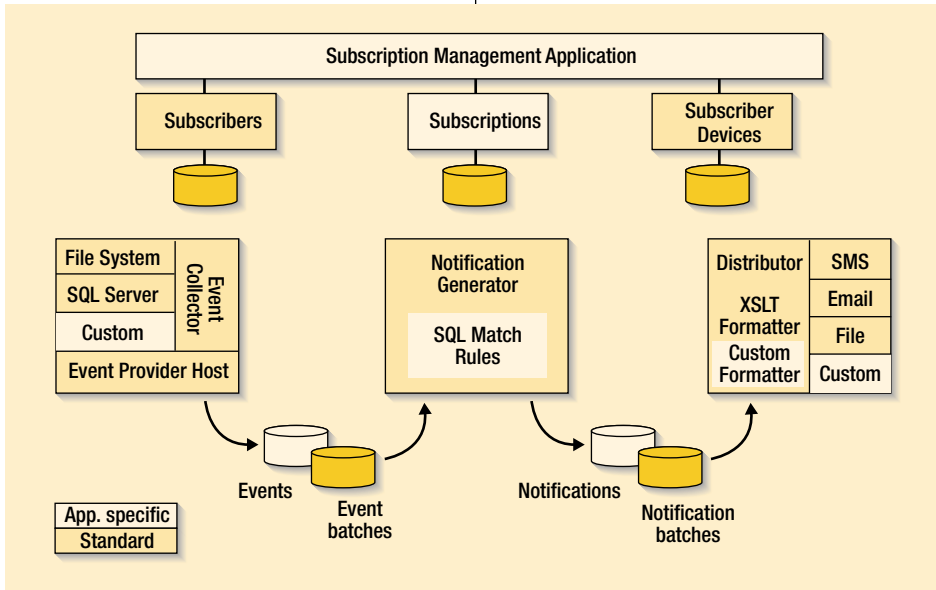 Subscription Management Application
Subscribers
Subscriptions
Subscriber
Devices
File System
SQL Server
Custom
Event
Collector
Event Provider Host
Notification
Generator
SQL Match
Rules
Distributor
XSLT
Formatter
Custom
Formatter
SMS
Email
File
Custom
Events
Event
batches
Notifications
Notification
batches
App. specific
Standard